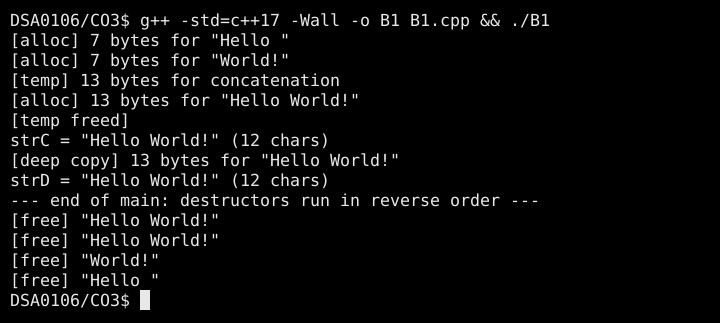 DSA0106/CO3$ g++ -std=c++17 -Wall -o B1 B1.cpp && ./B1
[alloc] 7 bytes for "Hello "
[alloc] 7 bytes for "World!"
[temp] 13 bytes for concatenation
[alloc] 13 bytes for "Hello World!"
[temp freed]
strC = "Hello World!" (12 chars)
[deep copy] 13 bytes for "Hello World!"
strD = "Hello World!" (12 chars)
--- end of main: destructors run in reverse order ---
[free] "Hello World!"
[free] "Hello World!"
[free] "World!"
[free] "Hello "
DSA0106/CO3$